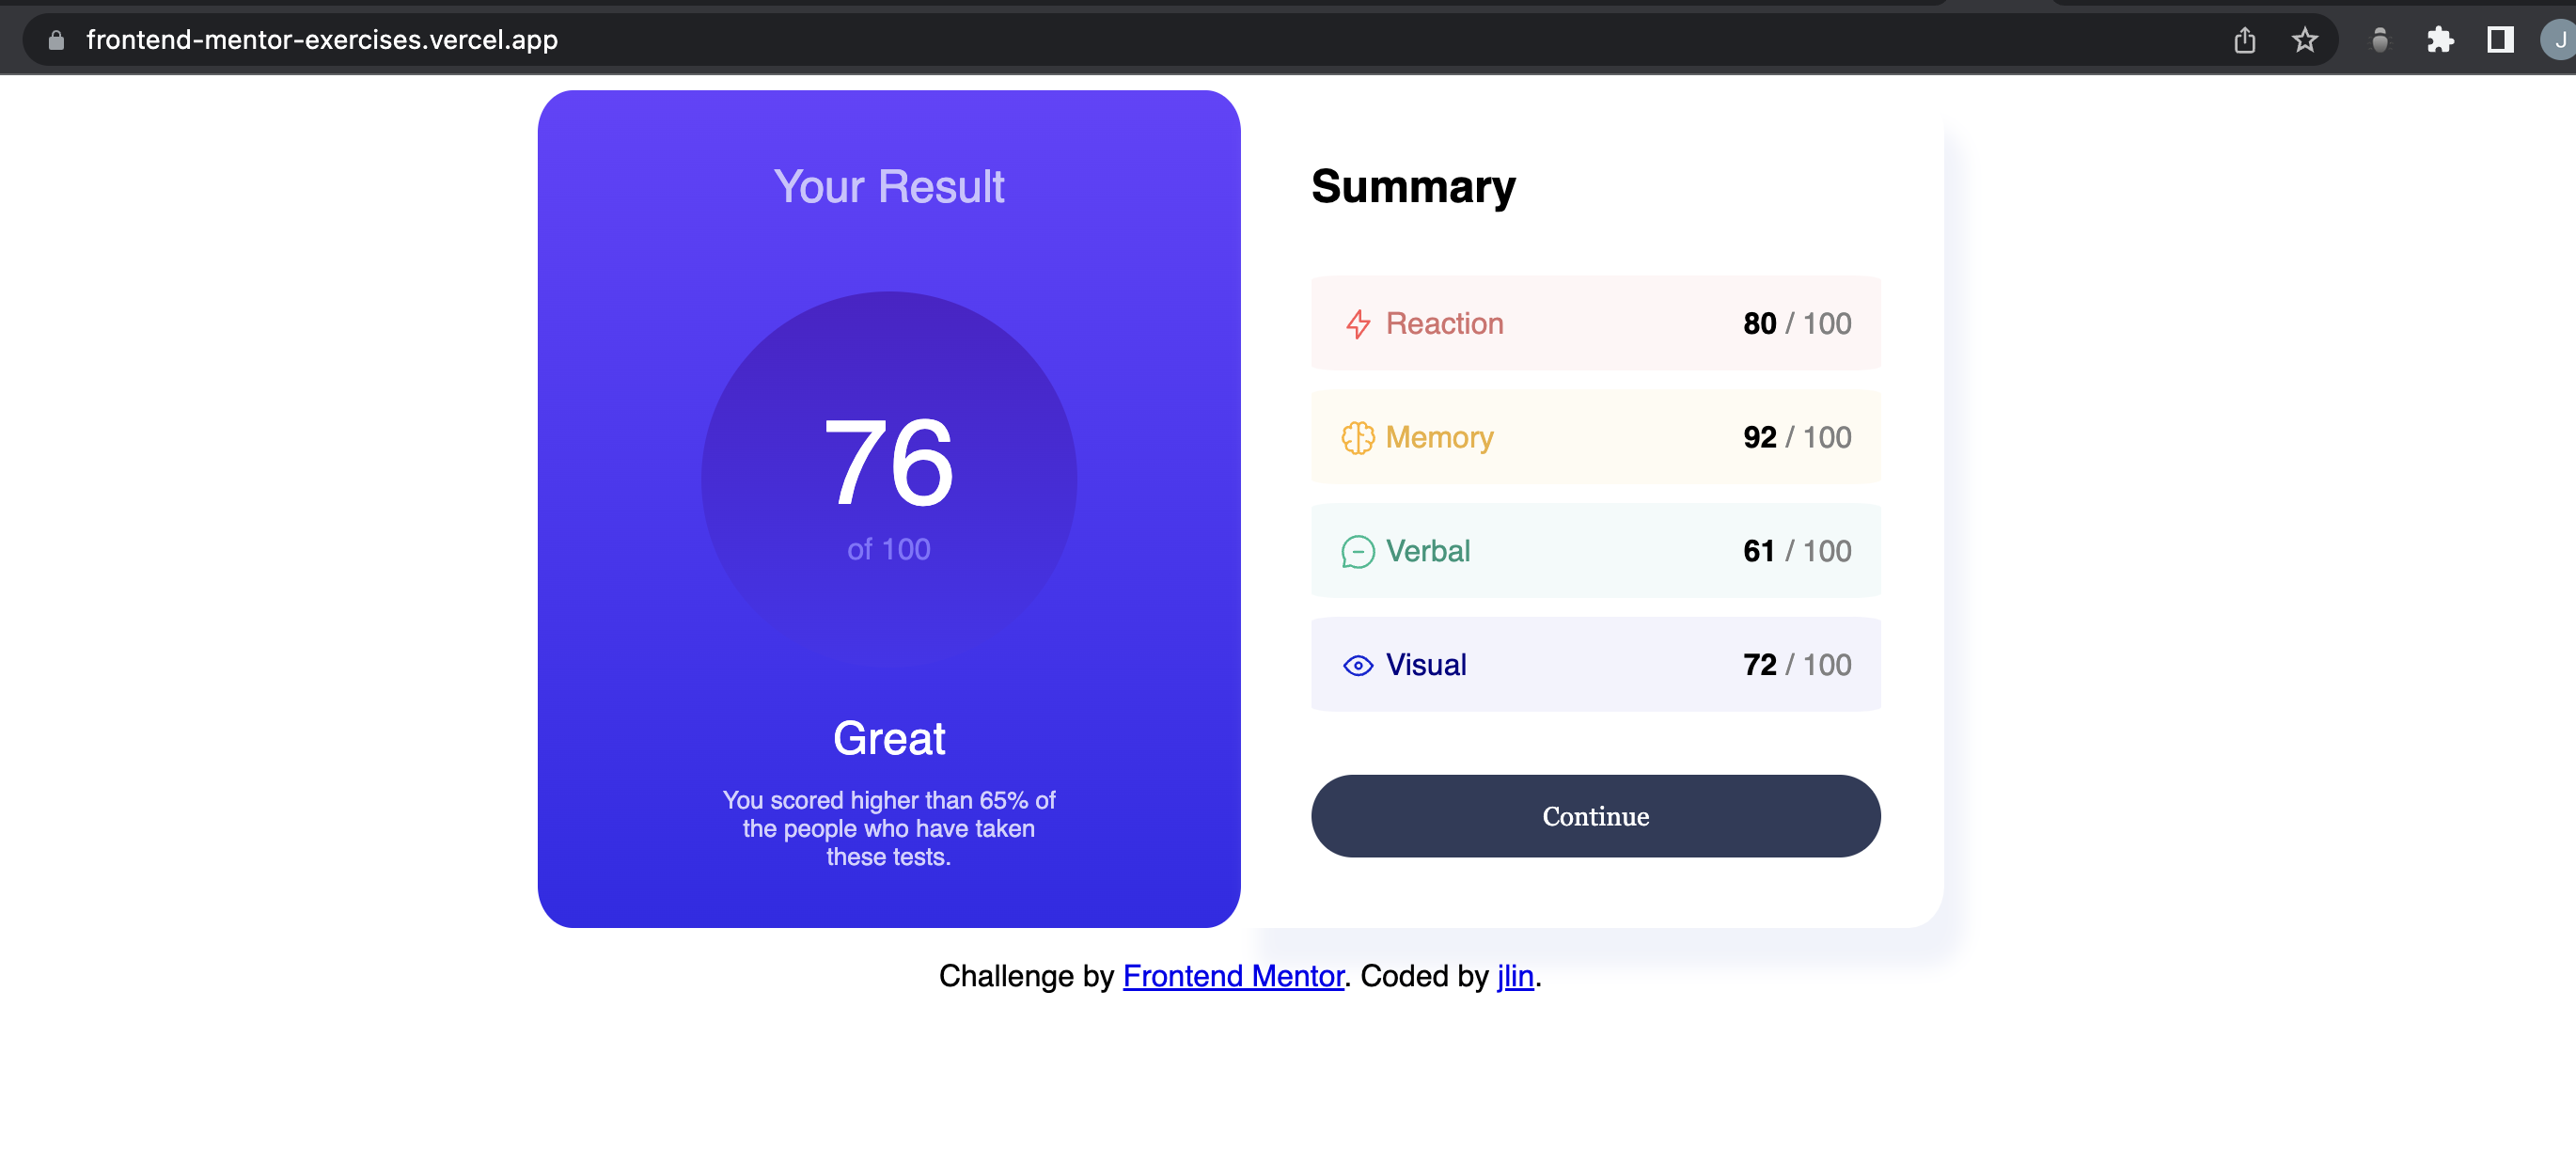 frontend-mentor-exercises.vercel.app
J
Your Result
76
of 100
Great
You scored higher than 65% of
the people who have taken
these tests.
Summary
Reaction 80 / 100
Memory 92 / 100
Verbal 61 / 100
Visual 72 / 100
Continue
Challenge by Frontend Mentor. Coded by jlin.